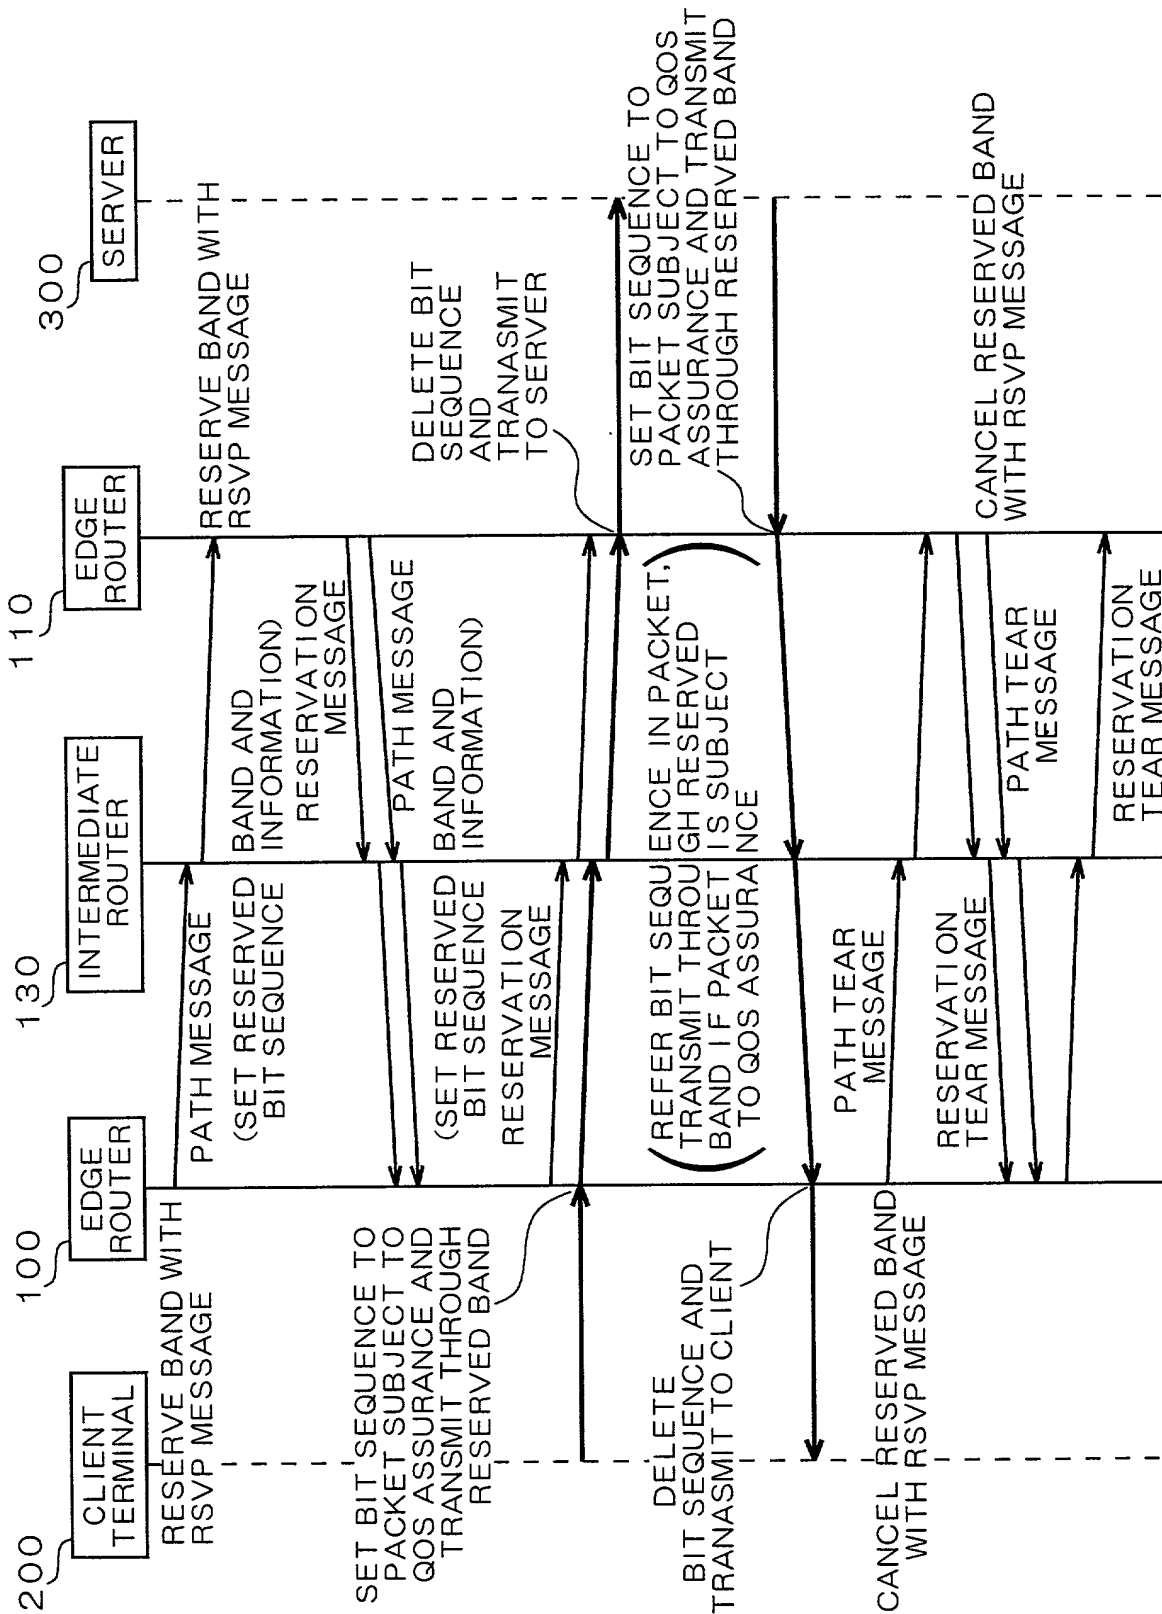 200
CLIENT
TERMINAL
100
EDGE
ROUTER
130
INTERMEDIATE
ROUTER
110
EDGE
ROUTER
300
SERVER
RESERVE BAND WITH
RSVP MESSAGE
PATH MESSAGE
RESERVE BAND WITH
RSVP MESSAGE
(SET RESERVED BAND AND
BIT SEQUENCE INFORMATION)
RESERVATION
MESSAGE
PATH MESSAGE
(SET RESERVED BAND AND
BIT SEQUENCE INFORMATION)
RESERVATION
MESSAGE
SET BIT SEQUENCE TO
PACKET SUBJECT TO
QOS ASSURANCE AND
TRANSMIT THROUGH
RESERVED BAND
DELETE BIT
SEQUENCE
AND
TRANASMIT
TO SERVER
(REFER BIT SEQUENCE IN PACKET,
TRANSMIT THROUGH RESERVED
BAND IF PACKET IS SUBJECT
TO QOS ASSURANCE)
SET BIT SEQUENCE TO
PACKET SUBJECT TO QOS
ASSURANCE AND TRANSMIT
THROUGH RESERVED BAND
DELETE
BIT SEQUENCE AND
TRANASMIT TO CLIENT
PATH TEAR
MESSAGE
CANCEL RESERVED BAND
WITH RSVP MESSAGE
RESERVATION
TEAR MESSAGE
CANCEL RESERVED BAND
WITH RSVP MESSAGE
PATH TEAR
MESSAGE
RESERVATION
TEAR MESSAGE